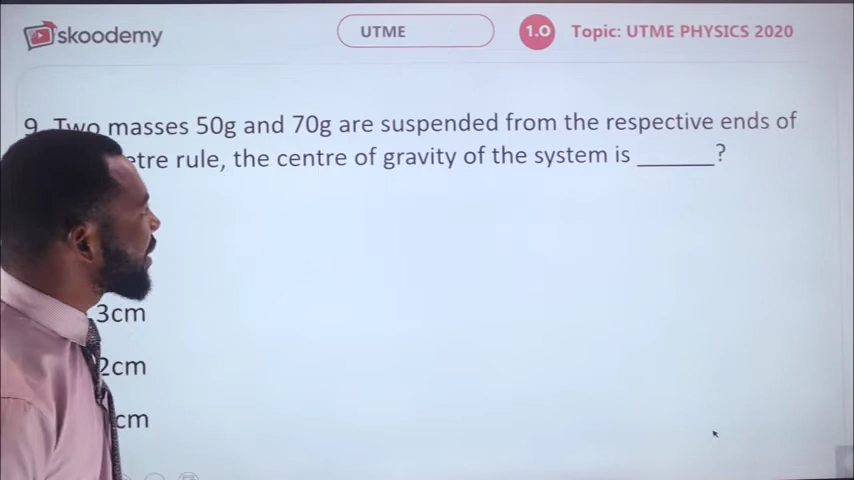 skoodemy
UTME
1.0
Topic: UTME PHYSICS 2020
9. Two masses 50g and 70g are suspended from the respective ends of
etre rule, the centre of gravity of the system is ______?
3cm
2cm
cm